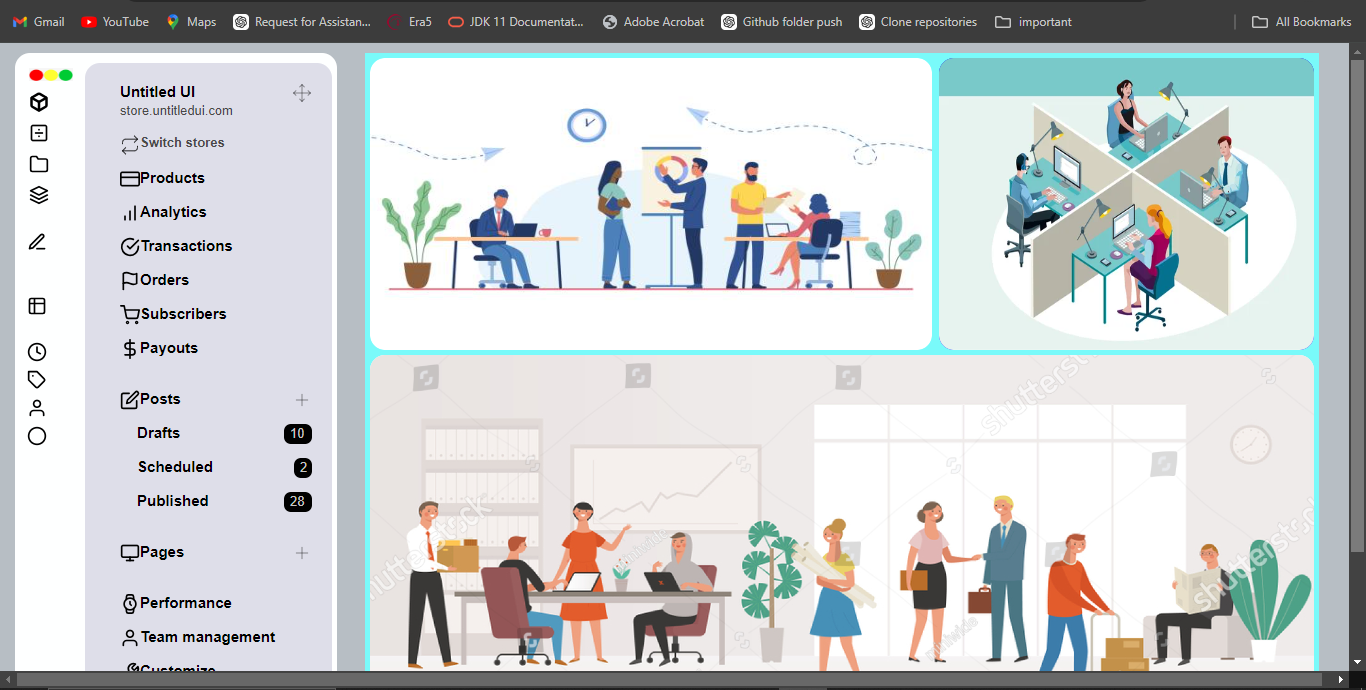 Gmail
YouTube
Maps
Request for Assistan...
Era5
JDK 11 Documentat...
Adobe Acrobat
Github folder push
Clone repositories
important
All Bookmarks
Untitled UI
store.untitledui.com
Switch stores
Products
Analytics
Transactions
Orders
Subscribers
Payouts
Posts
Drafts 10
Scheduled 2
Published 28
Pages
Performance
Team management
Customize
shutterstock
shutterstock
shutterstock